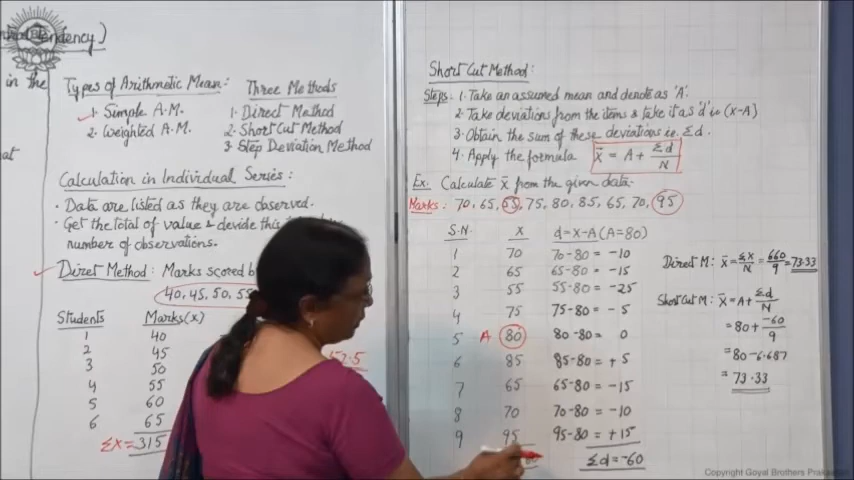 Tendency)
in the
Types of Arithmetic Mean:
1. Simple A.M.
2. Weighted A.M.
Three Methods
1. Direct Method
2. Short Cut Method
3. Step Deviation Method
Calculation in Individual Series:
• Data are listed as they are observed.
• Get the total of value & devide this
number of observations.
Direct Method: Marks scored
40, 45, 50, 55
Students Marks (x)
1 40
2 45
3 50
4 55
5 60
6 65
Σx = 315
52.5
Short Cut Method:
Steps: 1. Take an assumed mean and denote as 'A'.
2. Take deviations from the items & take it as 'd' i.e (x-A)
3. Obtain the sum of these deviations i.e. Σd.
4. Apply the formula x̄ = A + Σd/N
Ex: Calculate x̄ from the given data.
Marks: 70, 65, 55, 75, 80, 85, 65, 70, 95
S.N. x d = x-A (A=80)
1 70 70-80 = -10
2 65 65-80 = -15
3 55 55-80 = -25
4 75 75-80 = -5
5 A 80 80-80 = 0
6 85 85-80 = +5
7 65 65-80 = -15
8 70 70-80 = -10
9 95 95-80 = +15
Σd = -60
Direct M: x̄ = Σx/N = 660/9 = 73.33
Short Cut M: x̄ = A + Σd/N
= 80 + -60/9
= 80 - 6.687
= 73.33
Copyright Goyal Brothers Prakashan